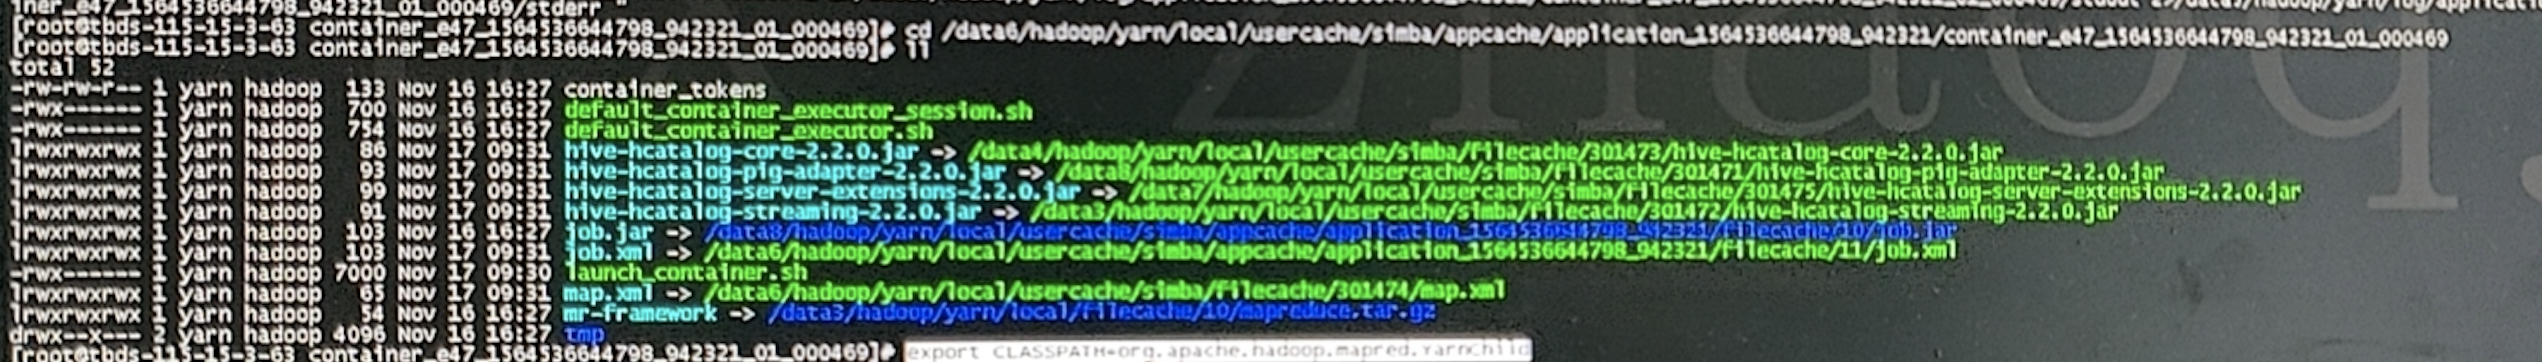 iner_e47_1564536644798_942321_01_000469/stderr "
[root@tbds-115-15-3-63 container_e47_1564536644798_942321_01_000469]# cd /data6/hadoop/yarn/local/usercache/simba/appcache/application_1564536644798_942321/container_e47_1564536644798_942321_01_000469
[root@tbds-115-15-3-63 container_e47_1564536644798_942321_01_000469]# ll
total 52
-rw-rw-r-- 1 yarn hadoop 133 Nov 16 16:27 container_tokens
-rwx------ 1 yarn hadoop 700 Nov 16 16:27 default_container_executor_session.sh
-rwx------ 1 yarn hadoop 754 Nov 16 16:27 default_container_executor.sh
lrwxrwxrwx 1 yarn hadoop 86 Nov 17 09:31 hive-hcatalog-core-2.2.0.jar -> /data4/hadoop/yarn/local/usercache/simba/filecache/301473/hive-hcatalog-core-2.2.0.jar
lrwxrwxrwx 1 yarn hadoop 93 Nov 17 09:31 hive-hcatalog-pig-adapter-2.2.0.jar -> /data8/hadoop/yarn/local/usercache/simba/filecache/301471/hive-hcatalog-pig-adapter-2.2.0.jar
lrwxrwxrwx 1 yarn hadoop 99 Nov 17 09:31 hive-hcatalog-server-extensions-2.2.0.jar -> /data7/hadoop/yarn/local/usercache/simba/filecache/301475/hive-hcatalog-server-extensions-2.2.0.jar
lrwxrwxrwx 1 yarn hadoop 91 Nov 17 09:31 hive-hcatalog-streaming-2.2.0.jar -> /data3/hadoop/yarn/local/usercache/simba/filecache/301472/hive-hcatalog-streaming-2.2.0.jar
lrwxrwxrwx 1 yarn hadoop 103 Nov 16 16:27 job.jar -> /data8/hadoop/yarn/local/usercache/simba/appcache/application_1564536644798_942321/filecache/10/job.jar
lrwxrwxrwx 1 yarn hadoop 103 Nov 17 09:31 job.xml -> /data6/hadoop/yarn/local/usercache/simba/appcache/application_1564536644798_942321/filecache/11/job.xml
-rwx------ 1 yarn hadoop 7000 Nov 17 09:30 launch_container.sh
lrwxrwxrwx 1 yarn hadoop 65 Nov 17 09:31 map.xml -> /data6/hadoop/yarn/local/usercache/simba/filecache/301474/map.xml
lrwxrwxrwx 1 yarn hadoop 54 Nov 16 16:27 mr-framework -> /data3/hadoop/yarn/local/filecache/10/mapreduce.tar.gz
drwx--x--- 2 yarn hadoop 4096 Nov 16 16:27 tmp
[root@tbds-115-15-3-63 container_e47_1564536644798_942321_01_000469]# export CLASSPATH=org.apache.hadoop.mapred.YarnChild
zhaoq.